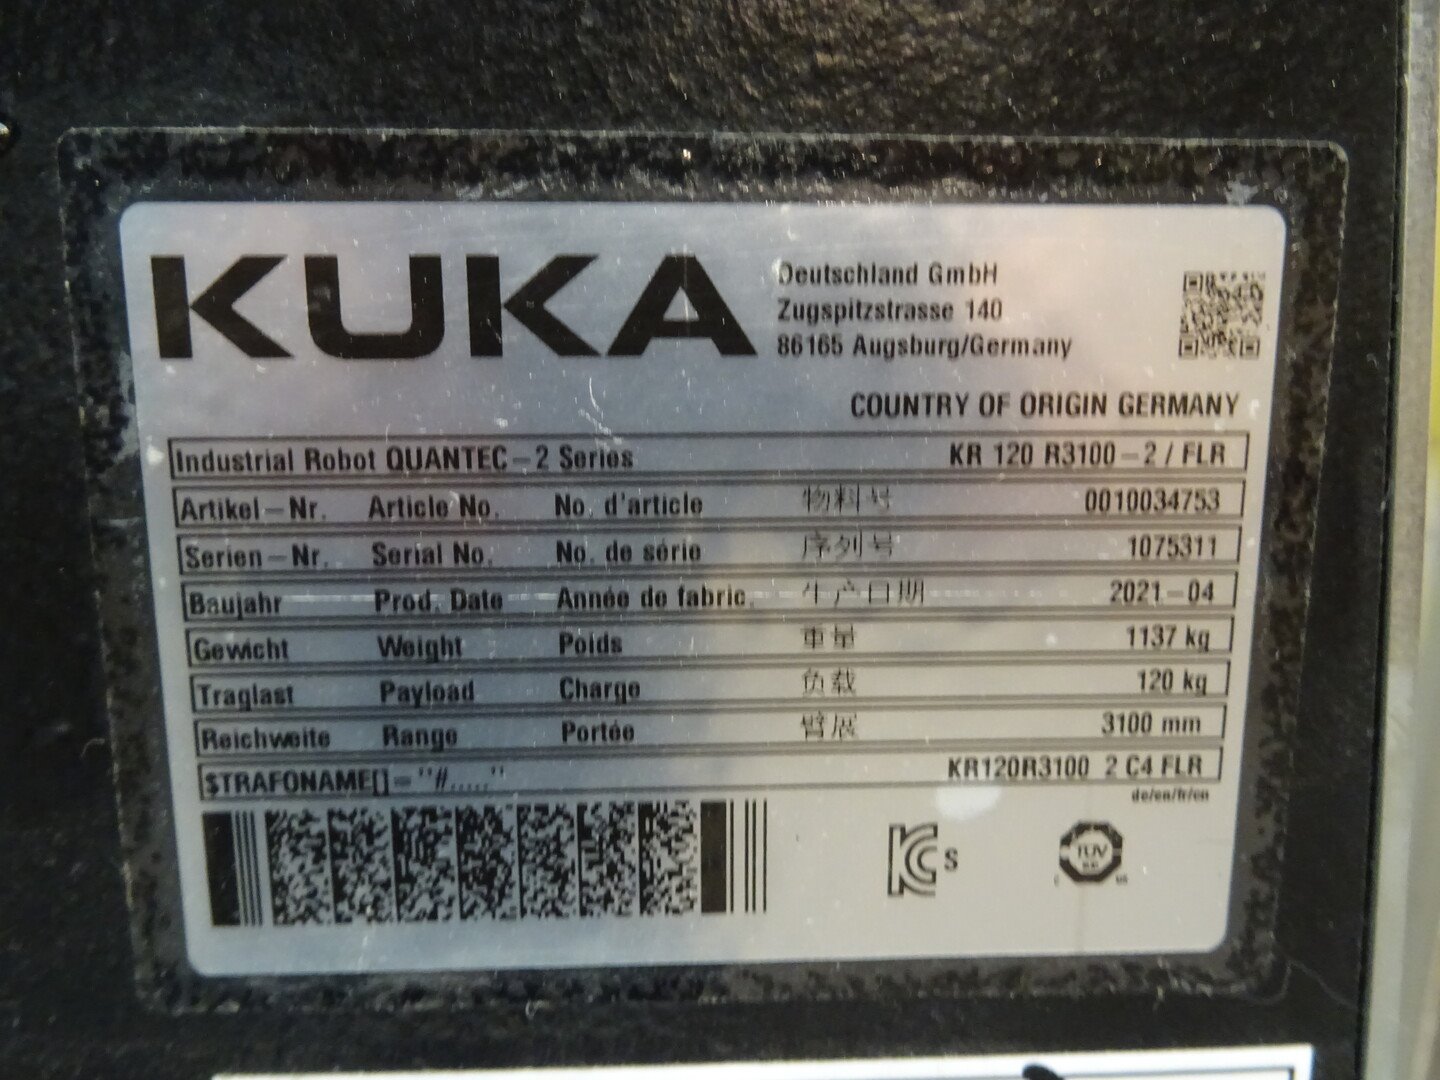 KUKA
Deutschland GmbH
Zugspitzstrasse 140
86165 Augsburg/Germany
COUNTRY OF ORIGIN GERMANY
Industrial Robot QUANTEC-2 Series KR 120 R3100-2 / FLR
Artikel-Nr. Article No. No. d'article 物料号 0010034753
Serien-Nr. Serial No. No. de série 序列号 1075311
Baujahr Prod. Date Année de fabric. 生产日期 2021-04
Gewicht Weight Poids 重量 1137 kg
Traglast Payload Charge 负载 120 kg
Reichweite Range Portée 臂展 3100 mm
$TRAFONAME[]="#....." KR120R3100_2 C4 FLR
de/en/fr/cn
KC S
TÜV